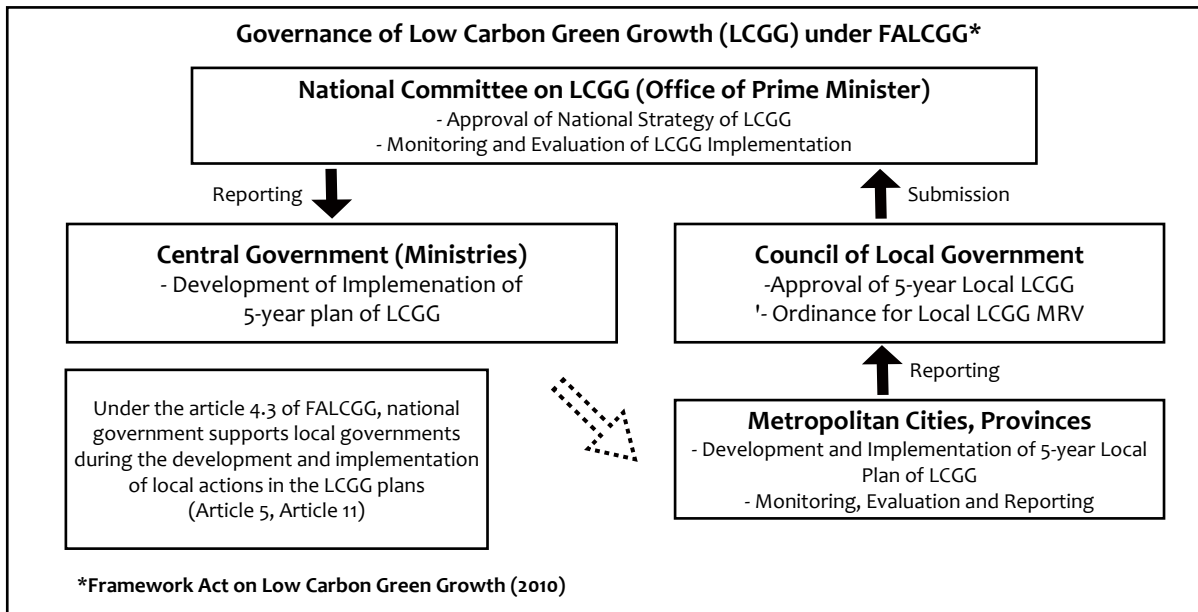 Governance of Low Carbon Green Growth (LCGG) under FALCGG*
National Committee on LCGG (Office of Prime Minister)
- Approval of National Strategy of LCGG
- Monitoring and Evaluation of LCGG Implementation
Reporting
Submission
Central Government (Ministries)
- Development of Implemenation of
5-year plan of LCGG
Council of Local Government
-Approval of 5-year Local LCGG
'- Ordinance for Local LCGG MRV
Reporting
Under the article 4.3 of FALCGG, national
government supports local governments
during the development and implementation
of local actions in the LCGG plans
(Article 5, Article 11)
Metropolitan Cities, Provinces
- Development and Implementation of 5-year Local
Plan of LCGG
- Monitoring, Evaluation and Reporting
*Framework Act on Low Carbon Green Growth (2010)